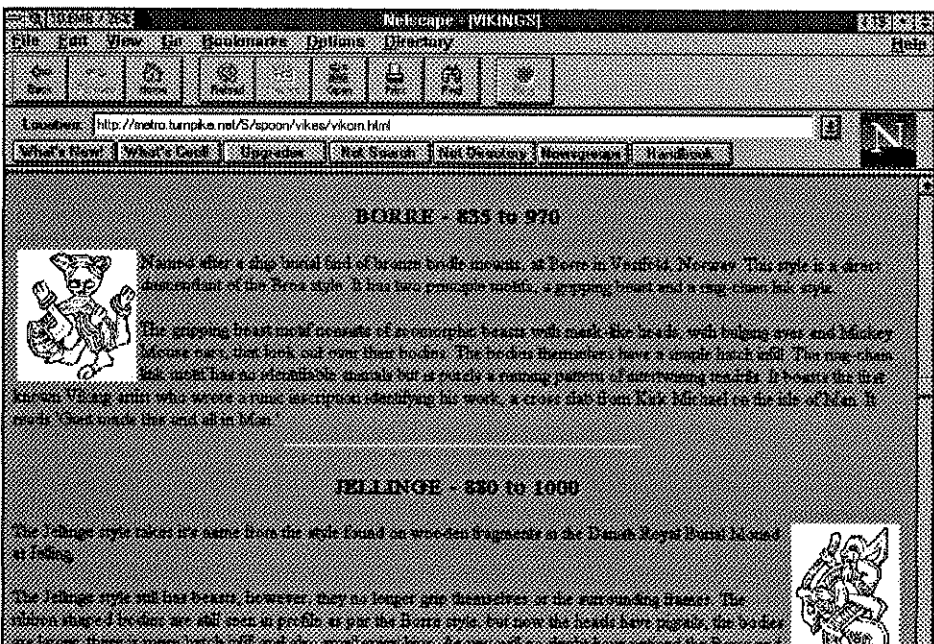 Netscape - [VIKINGS]
File Edit View Go Bookmarks Options Directory Help
Back Home Reload Open Print Find
Location: http://metro.turnpike.net/S/spoon/vikes/vikom.html
What's New! What's Cool! Upgrades Net Search Net Directory Newsgroups Handbook
N
BORRE - 835 to 970
Named after a ship burial find of bronze bridle mounts, at Borre in Vestfold, Norway. This style is a direct
descendant of the Broa style. It has two principle motifs, a gripping beast and a ring-chain link style.
The gripping beast motif consists of zoomorphic beasts with mask-like heads, with bulging eyes and Mickey
Mouse ears, that look out over their bodies. The bodies themselves have a simple hatch infill. The ring-chain
link motif has no identifiable animals but is purely a running pattern of intertwining tendrils. It boasts the first
known Viking artist who wrote a runic inscription identifying his work, a cross slab from Kirk Michael on the isle of Man. It
reads 'Gaut made this and all in Man.'
JELLINGE - 880 to 1000
The Jellinge style takes it's name from the style found on wooden fragments in the Danish Royal Burial Mound
at Jelling.
The Jellinge style still has beasts, however, they no longer grip themselves or the surrounding frames. The
ribbon shaped bodies are still seen in profile as per the Borre style, but now the heads have pigtails, the bodies